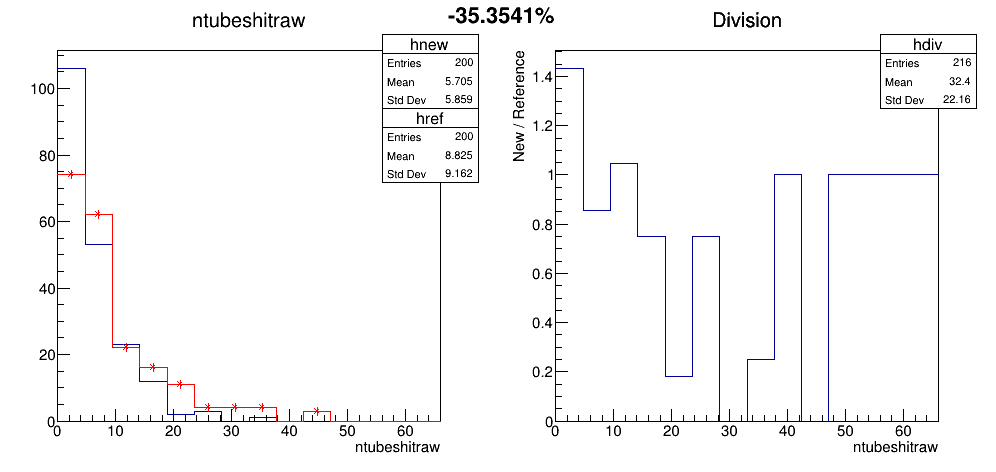 -35.3541%
ntubeshitraw
hnew
Entries 200
Mean 5.705
Std Dev 5.859
href
Entries 200
Mean 8.825
Std Dev 9.162
100
80
60
40
20
0
0 10 20 30 40 50 60
ntubeshitraw
Division
hdiv
Entries 216
Mean 32.4
Std Dev 22.16
New / Reference
1.4
1.2
1
0.8
0.6
0.4
0.2
0
0 10 20 30 40 50 60
ntubeshitraw